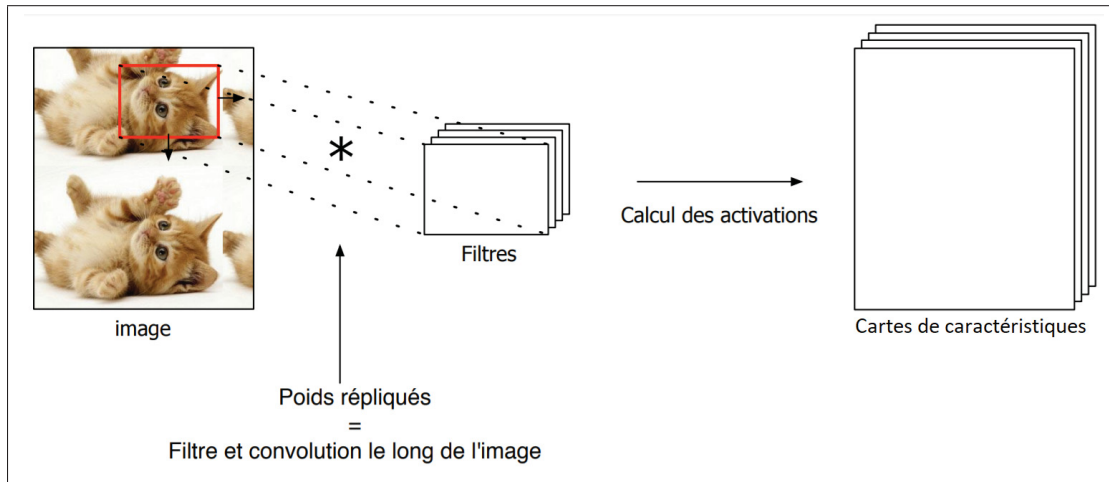 image
*
Filtres
Calcul des activations
Cartes de caractéristiques
Poids répliqués
=
Filtre et convolution le long de l'image